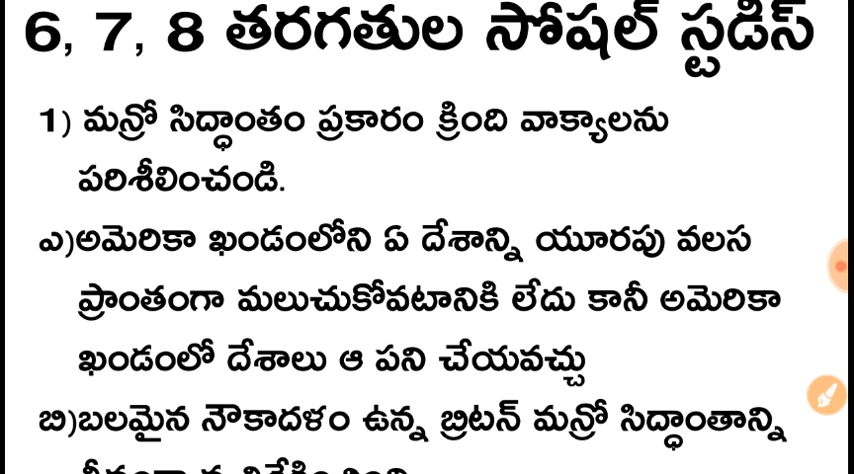 6, 7, 8 తరగతుల సోషల్ స్టడీస్
1) మన్రో సిద్ధాంతం ప్రకారం క్రింది వాక్యాలను
పరిశీలించండి.
ఎ)అమెరికా ఖండంలోని ఏ దేశాన్ని యూరపు వలస
ప్రాంతంగా మలుచుకోవటానికి లేదు కానీ అమెరికా
ఖండంలో దేశాలు ఆ పని చేయవచ్చు
బి)బలమైన నౌకాదళం ఉన్న బ్రిటన్ మన్రో సిద్ధాంతాన్ని